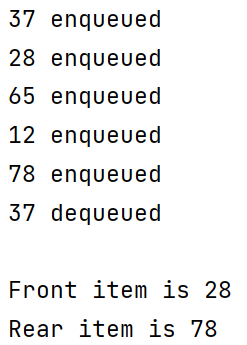 37 enqueued
28 enqueued
65 enqueued
12 enqueued
78 enqueued
37 dequeued
Front item is 28
Rear item is 78